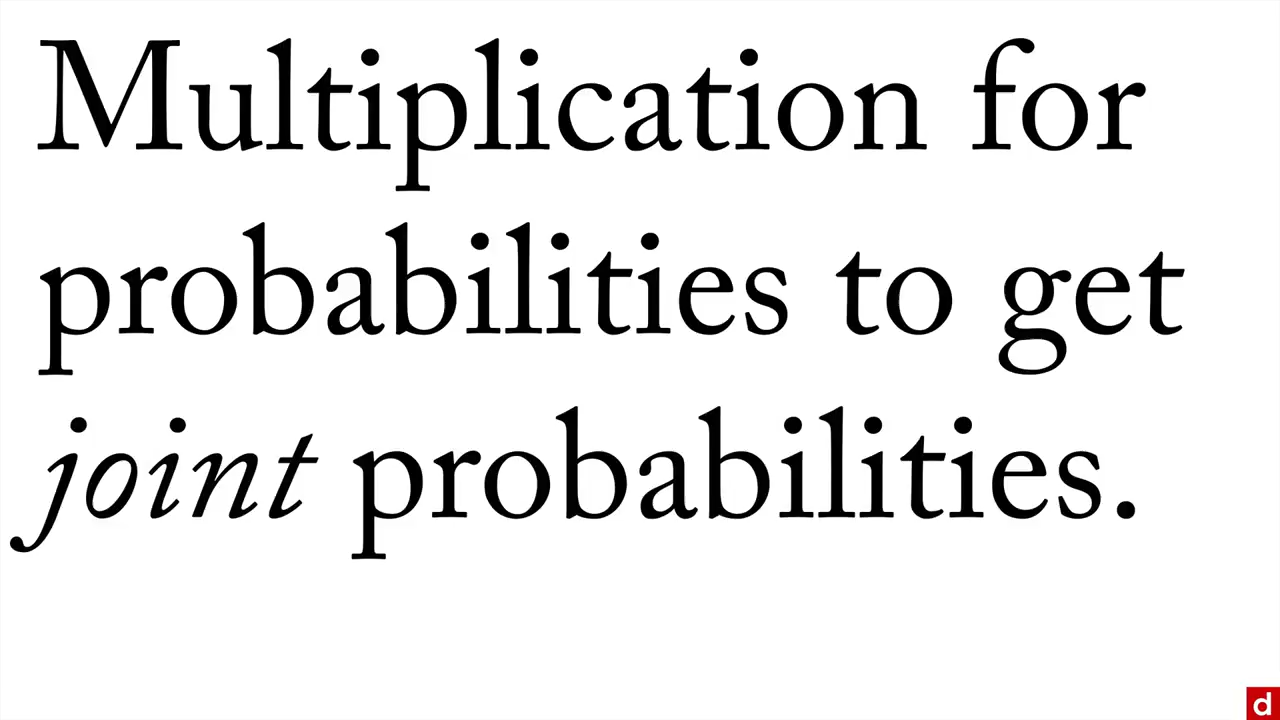 Multiplication for
probabilities to get
joint probabilities.
d